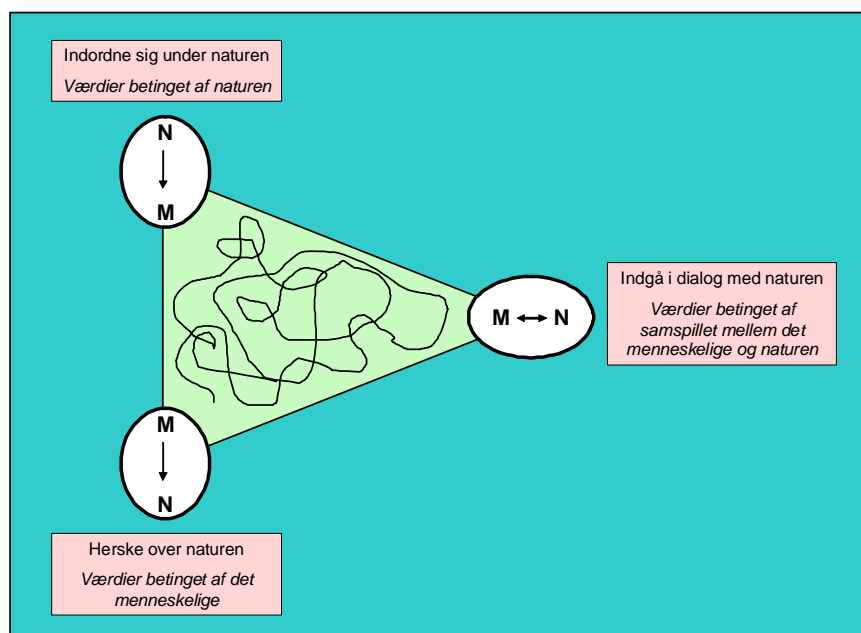 Indordne sig under naturen
Værdier betinget af naturen
N
M
Indgå i dialog med naturen
M N
Værdier betinget af
samspillet mellem det
menneskelige og naturen
M
N
Herske over naturen
Værdier betinget af det
menneskelige